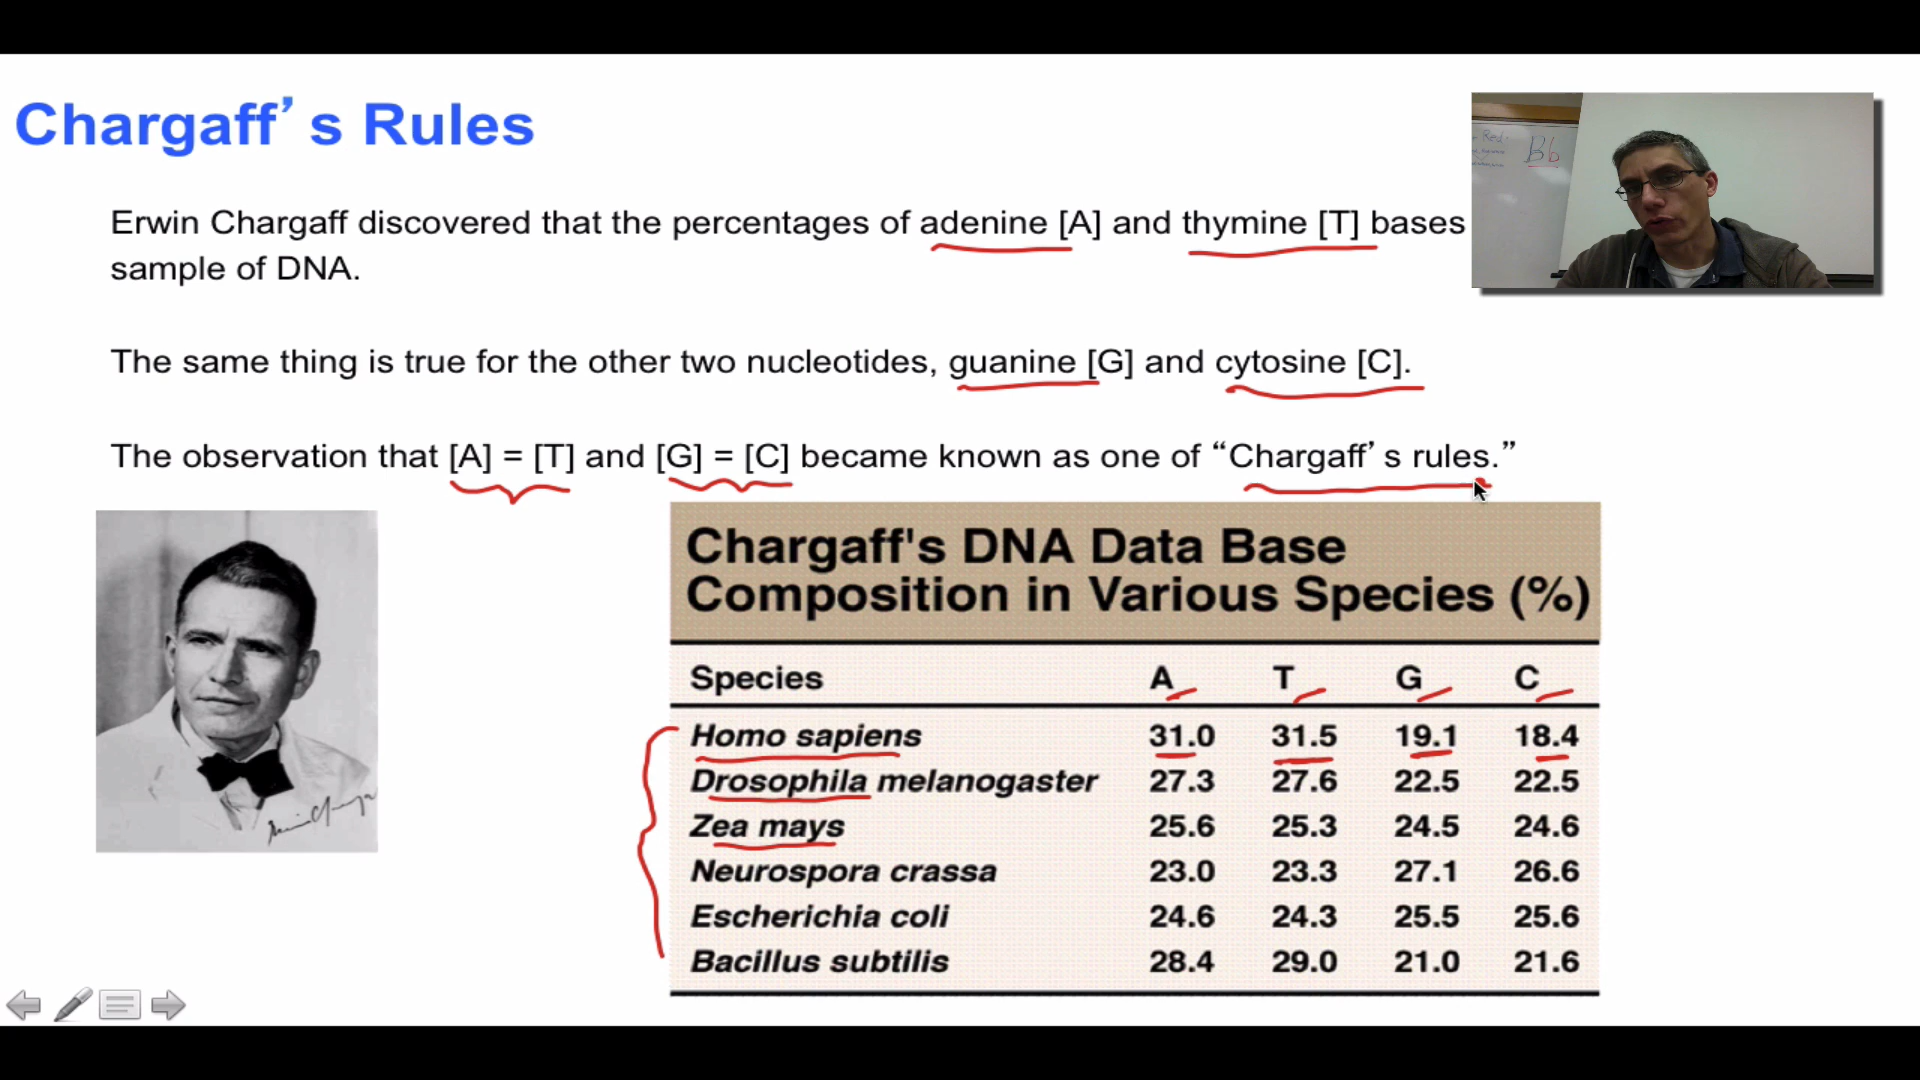 Chargaff’s Rules
Red-
Bb
Erwin Chargaff discovered that the percentages of adenine [A] and thymine [T] bases
sample of DNA.
The same thing is true for the other two nucleotides, guanine [G] and cytosine [C].
The observation that [A] = [T] and [G] = [C] became known as one of “Chargaff’s rules.”
Chargaff's DNA Data Base
Composition in Various Species (%)
Species A T G C
Homo sapiens 31.0 31.5 19.1 18.4
Drosophila melanogaster 27.3 27.6 22.5 22.5
Zea mays 25.6 25.3 24.5 24.6
Neurospora crassa 23.0 23.3 27.1 26.6
Escherichia coli 24.6 24.3 25.5 25.6
Bacillus subtilis 28.4 29.0 21.0 21.6